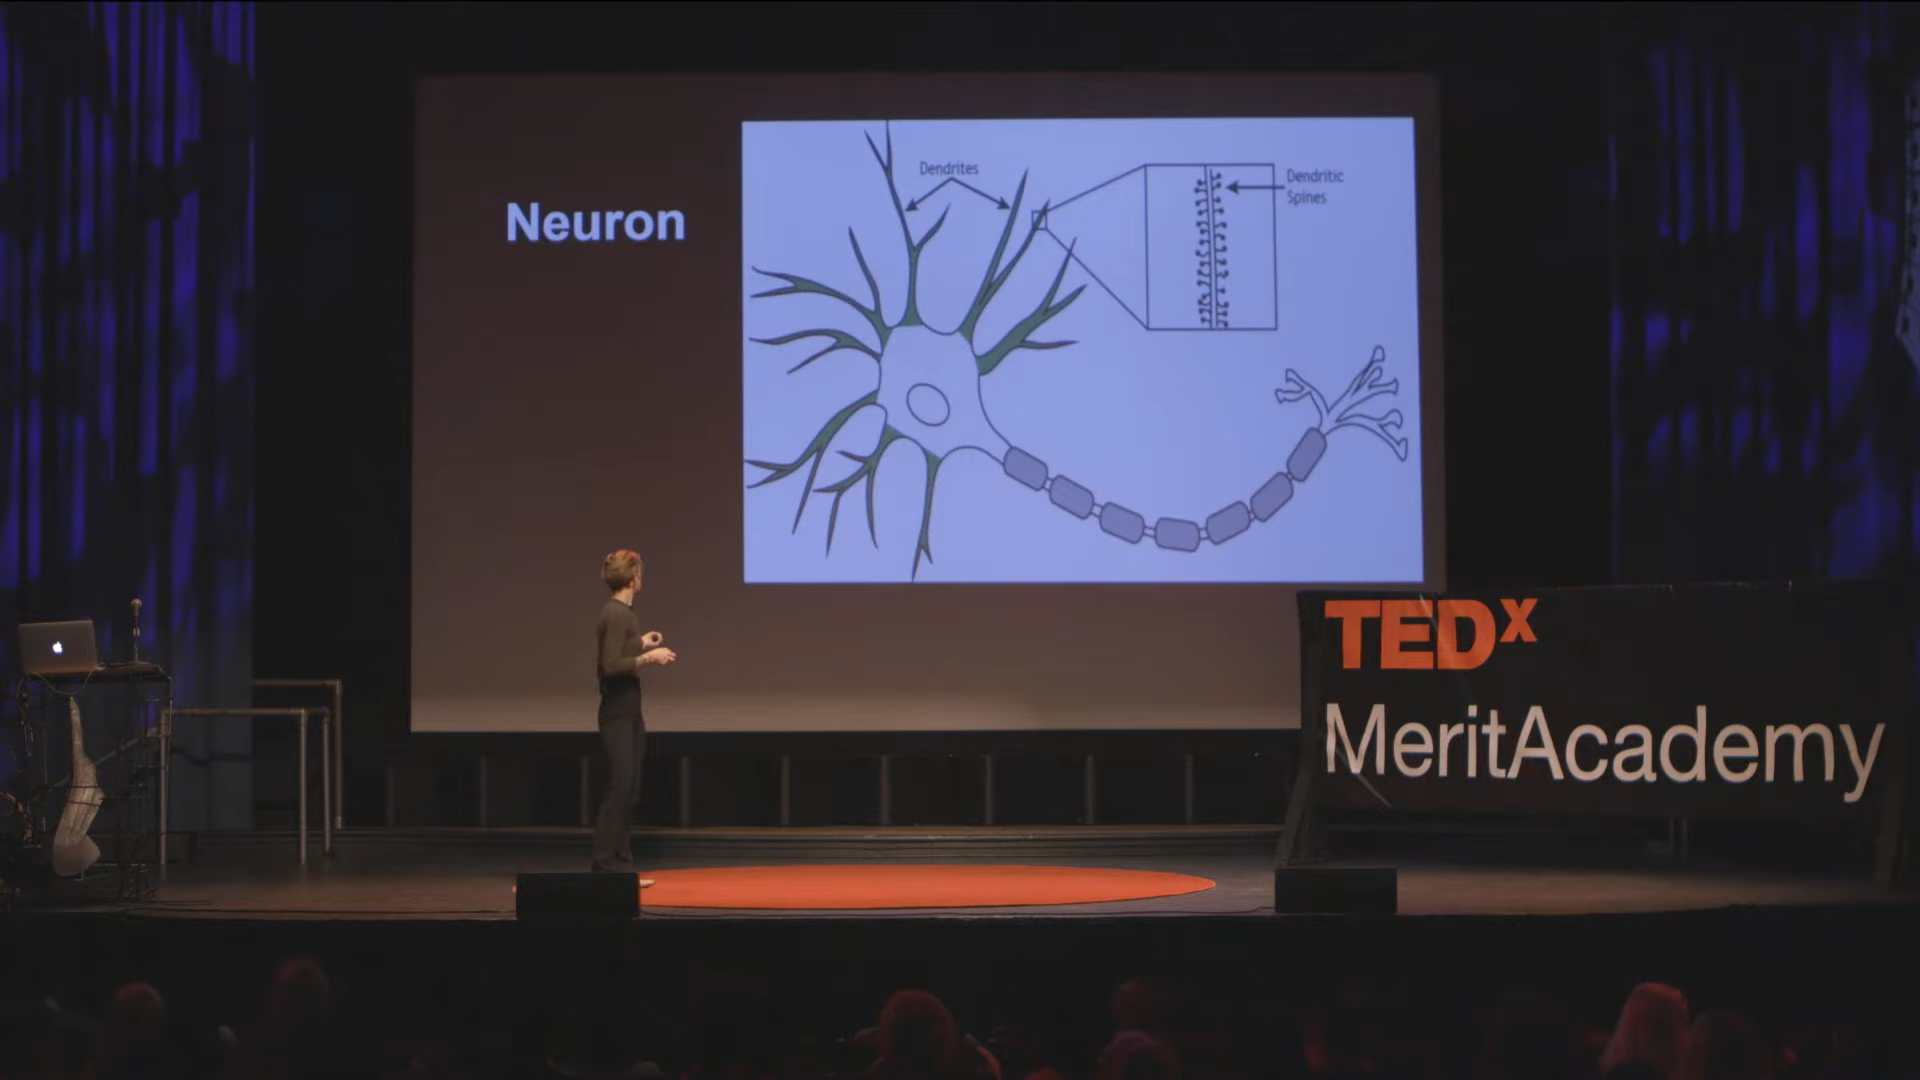 Neuron
Dendrites
Dendritic
Spines
TEDx
MeritAcademy